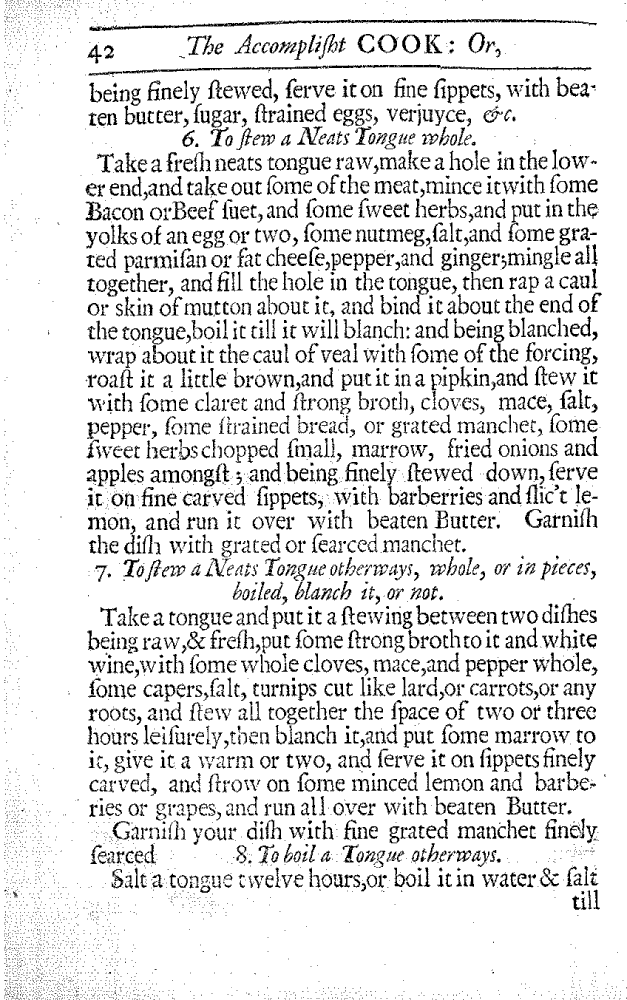 42 The Accompliſht COOK: Or,
being finely ſtewed, ſerve it on fine ſippets, with bea-
ten butter, ſugar, ſtrained eggs, verjuyce, &c.
6. To ſtew a Neats Tongue whole.
Take a freſh neats tongue raw,make a hole in the low-
er end,and take out ſome of the meat,mince it with ſome
Bacon or Beef ſuet, and ſome ſweet herbs,and put in the
yolks of an egg or two, ſome nutmeg,ſalt,and ſome gra-
ted parmiſan or fat cheeſe,pepper,and ginger;mingle all
together, and fill the hole in the tongue, then rap a caul
or skin of mutton about it, and bind it about the end of
the tongue,boil it till it will blanch: and being blanched,
wrap about it the caul of veal with ſome of the forcing,
roaſt it a little brown,and put it in a pipkin,and ſtew it
with ſome claret and ſtrong broth, cloves, mace, ſalt,
pepper, ſome ſtrained bread, or grated manchet, ſome
ſweet herbs chopped ſmall, marrow, fried onions and
apples amongſt ; and being finely ſtewed down, ſerve
it on fine carved ſippets, with barberries and ſlic't le-
mon, and run it over with beaten Butter. Garniſh
the diſh with grated or ſearced manchet.
7. To ſtew a Neats Tongue otherways, whole, or in pieces,
boiled, blanch it, or not.
Take a tongue and put it a ſtewing between two diſhes
being raw,& freſh,put ſome ſtrong broth to it and white
wine,with ſome whole cloves, mace,and pepper whole,
ſome capers,ſalt, turnips cut like lard,or carrots,or any
roots, and ſtew all together the ſpace of two or three
hours leiſurely,then blanch it,and put ſome marrow to
it, give it a warm or two, and ſerve it on ſippets finely
carved, and ſtrow on ſome minced lemon and barbe-
ries or grapes, and run all over with beaten Butter.
Garniſh your diſh with fine grated manchet finely
ſearced 8. To boil a Tongue otherways.
Salt a tongue twelve hours,or boil it in water & ſalt
till